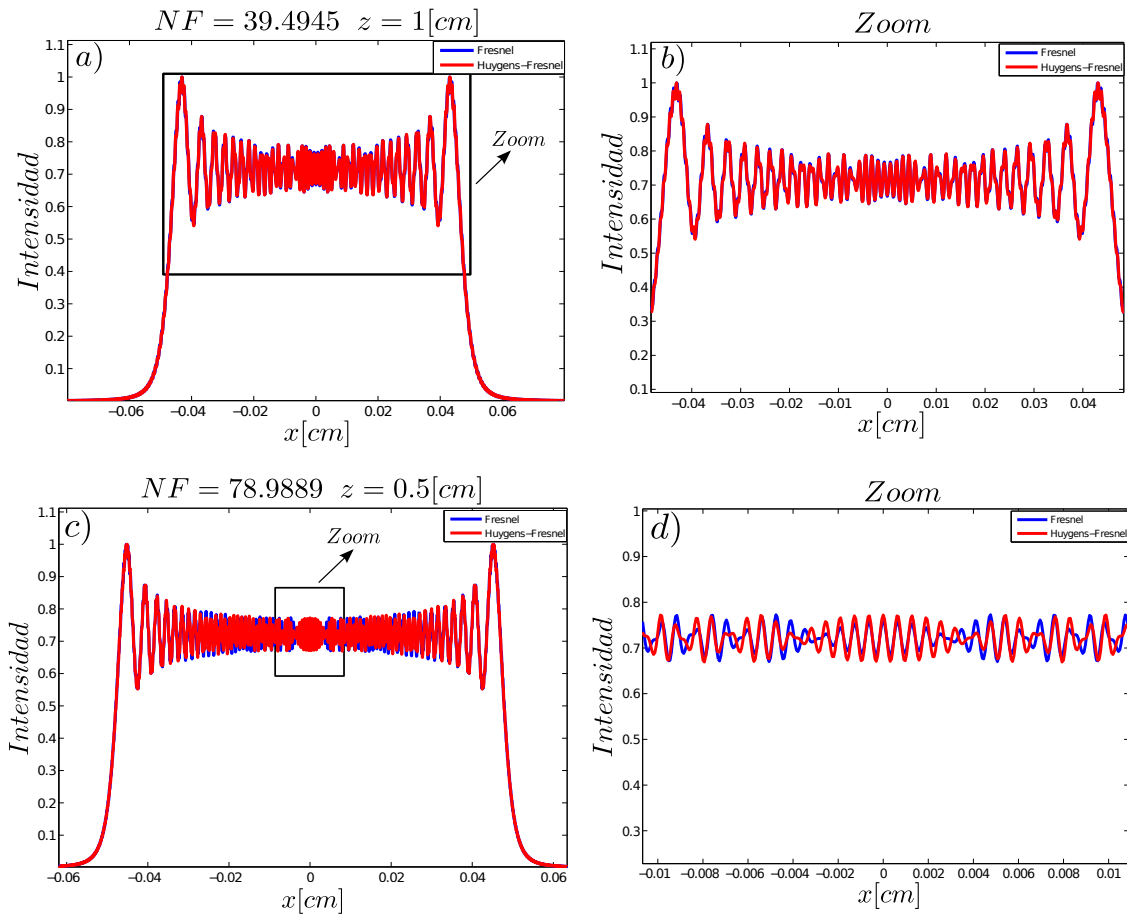 NF = 39.4945 z = 1[cm]
a)
Fresnel
Huygens−Fresnel
1.1
1
0.9
0.8
0.7
0.6
0.5
0.4
0.3
0.2
0.1
Intensidad
Zoom
−0.06 −0.04 −0.02 0 0.02 0.04 0.06
x[cm]
Zoom
b)
Fresnel
Huygens−Fresnel
1.1
1
0.9
0.8
0.7
0.6
0.5
0.4
0.3
0.2
0.1
Intensidad
−0.04 −0.03 −0.02 −0.01 0 0.01 0.02 0.03 0.04
x[cm]
NF = 78.9889 z = 0.5[cm]
c)
Fresnel
Huygens−Fresnel
Zoom
1.1
1
0.9
0.8
0.7
0.6
0.5
0.4
0.3
0.2
0.1
Intensidad
−0.06 −0.04 −0.02 0 0.02 0.04 0.06
x[cm]
Zoom
d)
Fresnel
Huygens−Fresnel
1
0.9
0.8
0.7
0.6
0.5
0.4
0.3
Intensidad
−0.01 −0.008 −0.006 −0.004 −0.002 0 0.002 0.004 0.006 0.008 0.01
x[cm]